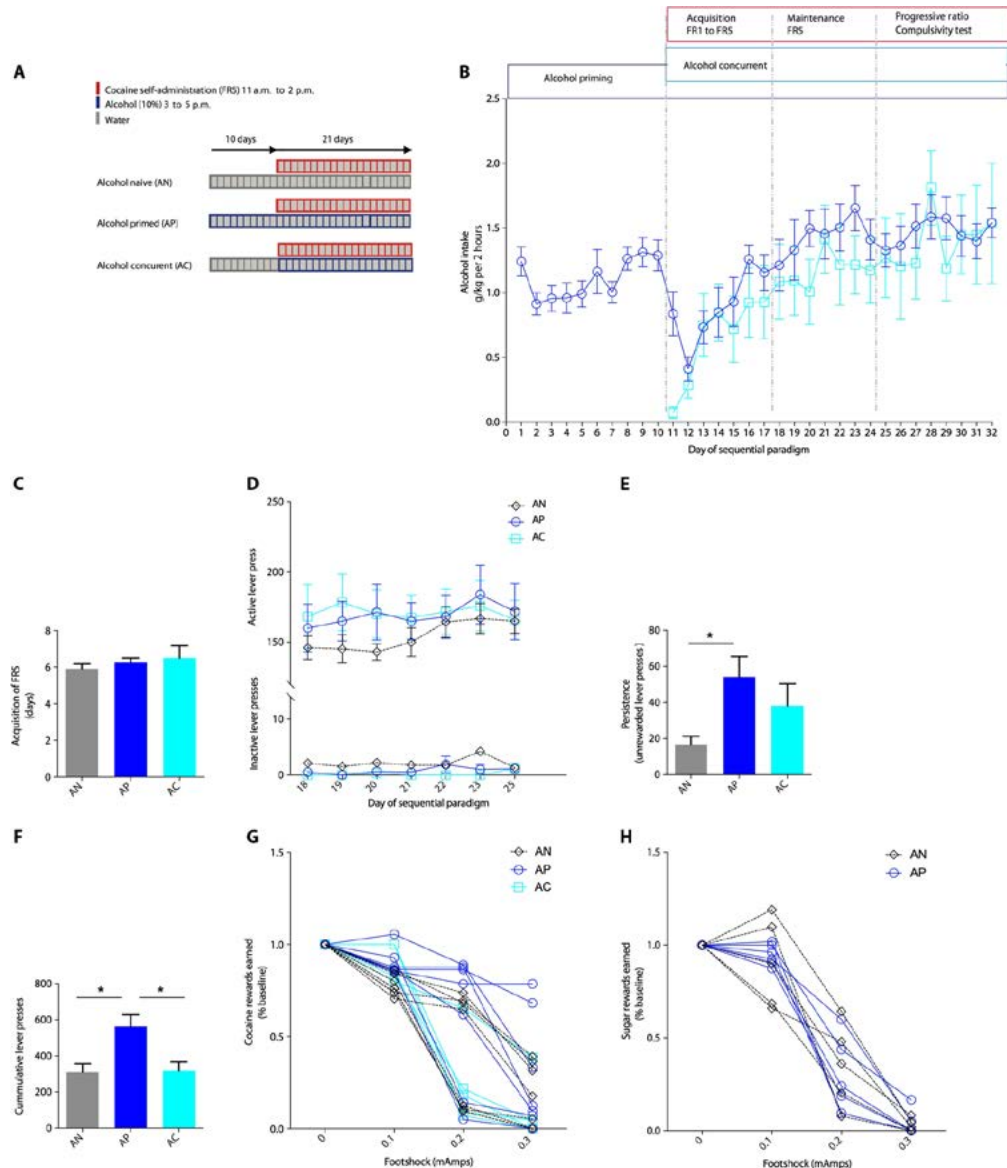 A
Cocaine self-administration (FRS) 11 a.m. to 2 p.m.
Alcohol (10%) 3 to 5 p.m.
Water
10 days
21 days
Alcohol naive (AN)
Alcohol primed (AP)
Alcohol concurent (AC)
B
Acquisition
FR1 to FRS
Maintenance
FRS
Progressive ratio
Compulsivity test
Alcohol priming
Alcohol concurrent
2.5
2.0
1.5
1.0
0.5
0.0
Alcohol intake
g/kg per 2 hours
0 1 2 3 4 5 6 7 8 9 10 11 12 13 14 15 16 17 18 19 20 21 22 23 24 25 26 27 28 29 30 31 32
Day of sequential paradigm
C
8
6
4
2
0
Acquisition of FRS
(days)
AN AP AC
D
AN
AP
AC
250
200
150
10
0
Active lever press
Inactive lever presses
18 19 20 21 22 23 25
Day of sequential paradigm
E
80
60
40
20
0
Persistence
(unrewarded lever presses)
*
AN AP AC
F
800
600
400
200
0
Cummulative lever presses
* *
AN AP AC
G
AN
AP
AC
1.5
1.0
0.5
0.0
Cocaine rewards earned
(% baseline)
0 0.1 0.2 0.3
Footshock (mAmps)
H
AN
AP
1.5
1.0
0.5
0.0
Sugar rewards earned
(% baseline)
0 0.1 0.2 0.3
Footshock (mAmps)